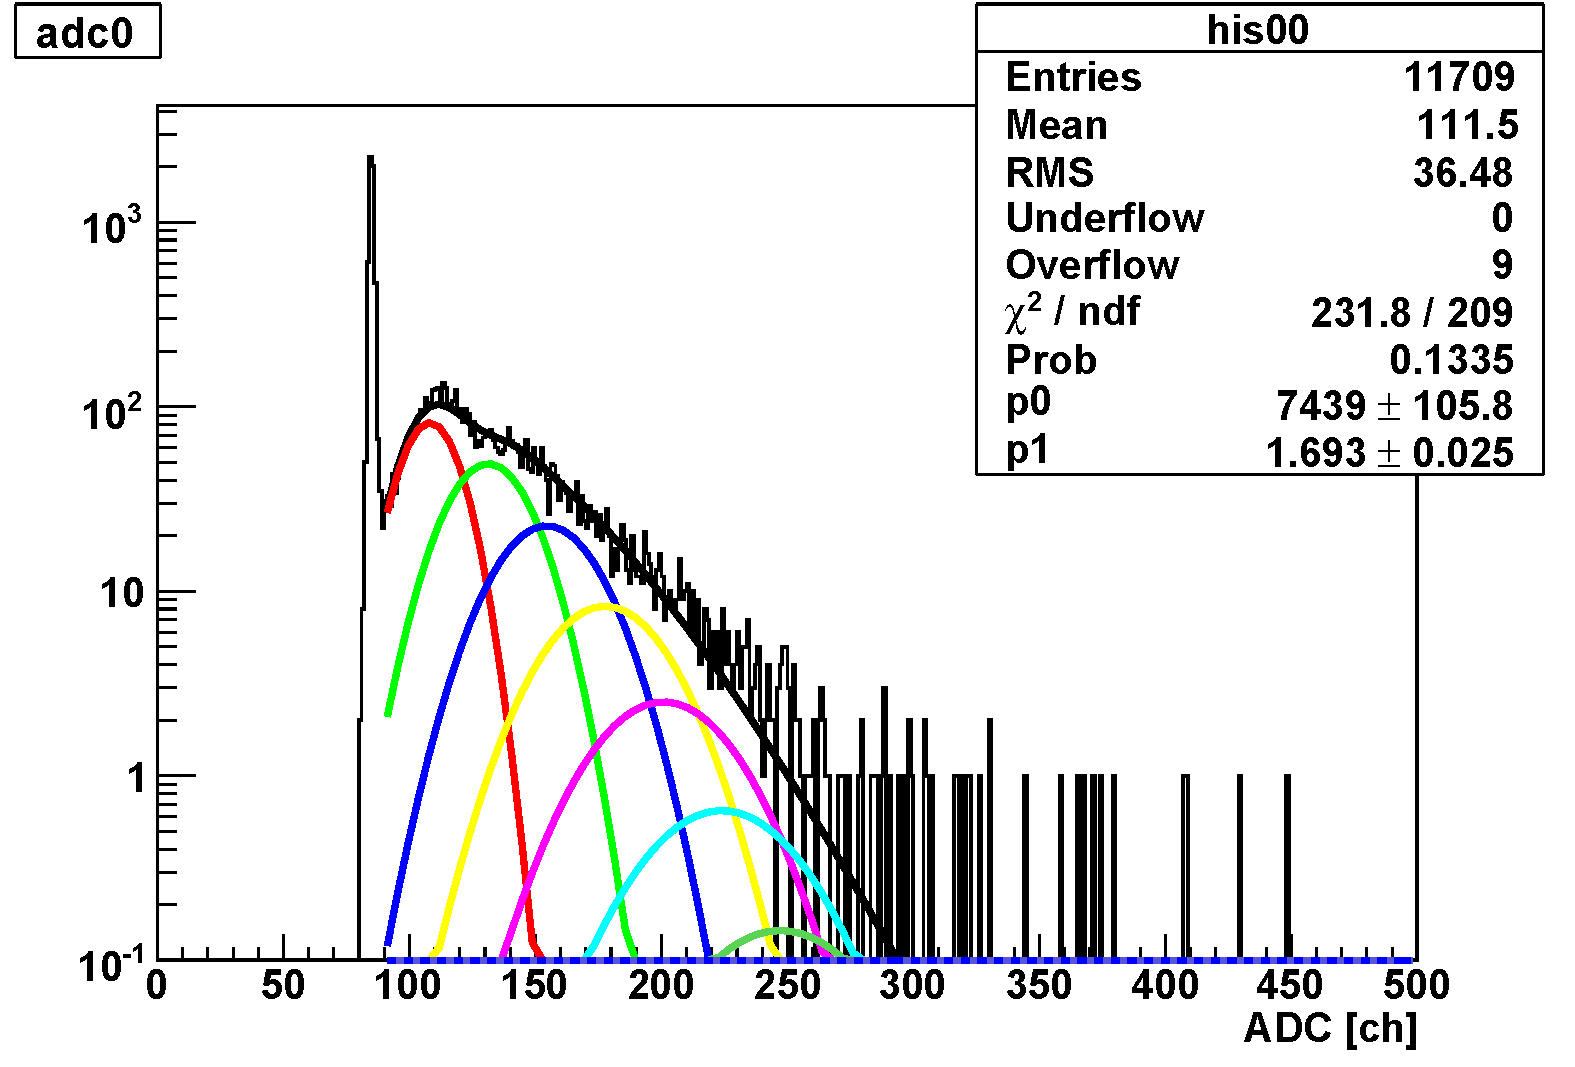 adc0
his00
Entries 11709
Mean 111.5
RMS 36.48
Underflow 0
Overflow 9
χ² / ndf 231.8 / 209
Prob 0.1335
p0 7439 ± 105.8
p1 1.693 ± 0.025
10³
10²
10
1
10⁻¹
0 50 100 150 200 250 300 350 400 450 500
ADC [ch]